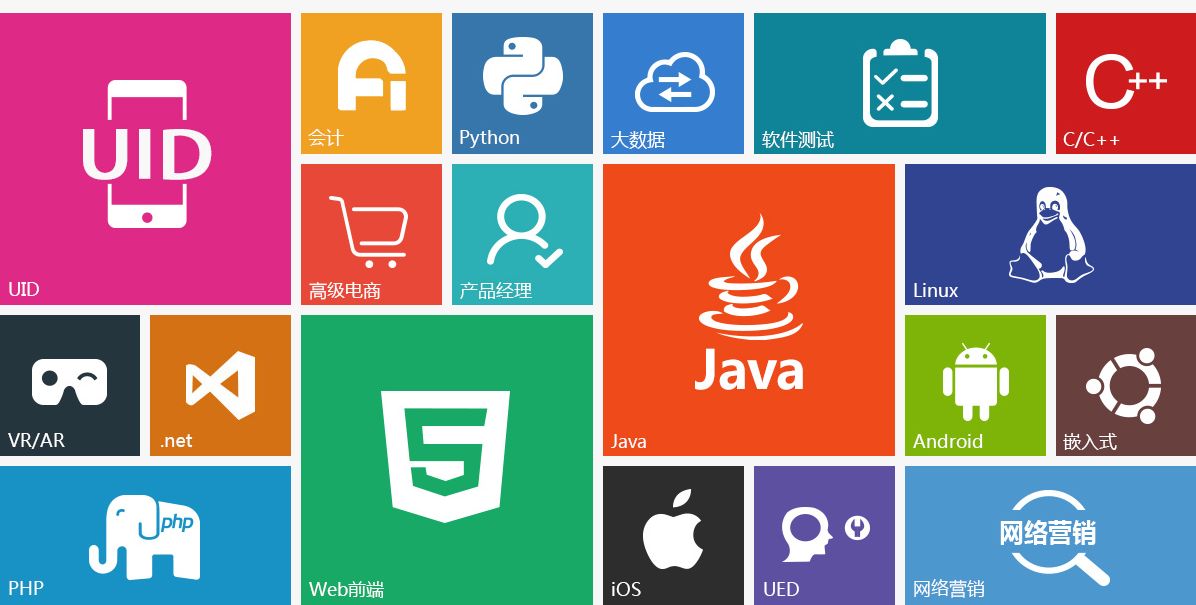 UID
UID
会计
Python
大数据
软件测试
C++
C/C++
高级电商
产品经理
Java
Java
Linux
VR/AR
.net
5
Web前端
Android
嵌入式
php
PHP
iOS
UED
网络营销
网络营销